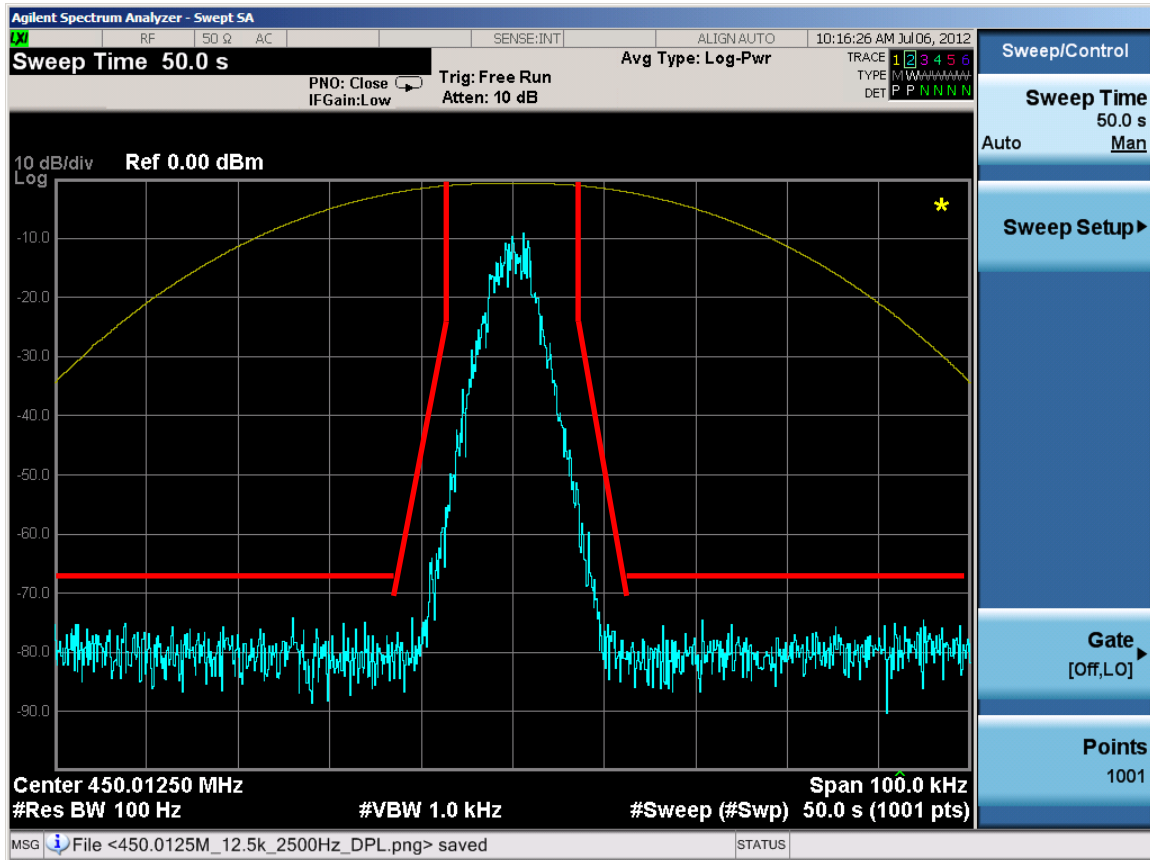 Agilent Spectrum Analyzer - Swept SA
LXI RF 50 Ω AC SENSE:INT ALIGN AUTO 10:16:26 AM Jul 06, 2012
Sweep Time 50.0 s
Avg Type: Log-Pwr
TRACE 1 2 3 4 5 6
PNO: Close
Trig: Free Run
TYPE M W W W W W
IFGain:Low
Atten: 10 dB
DET P P N N N N
10 dB/div Ref 0.00 dBm
Log
*
-10.0
-20.0
-30.0
-40.0
-50.0
-60.0
-70.0
-80.0
-90.0
Center 450.01250 MHz Span 100.0 kHz
#Res BW 100 Hz #VBW 1.0 kHz #Sweep (#Swp) 50.0 s (1001 pts)
MSG File <450.0125M_12.5k_2500Hz_DPL.png> saved STATUS
Sweep/Control
Sweep Time
50.0 s
Auto Man
Sweep Setup
Gate
[Off,LO]
Points
1001